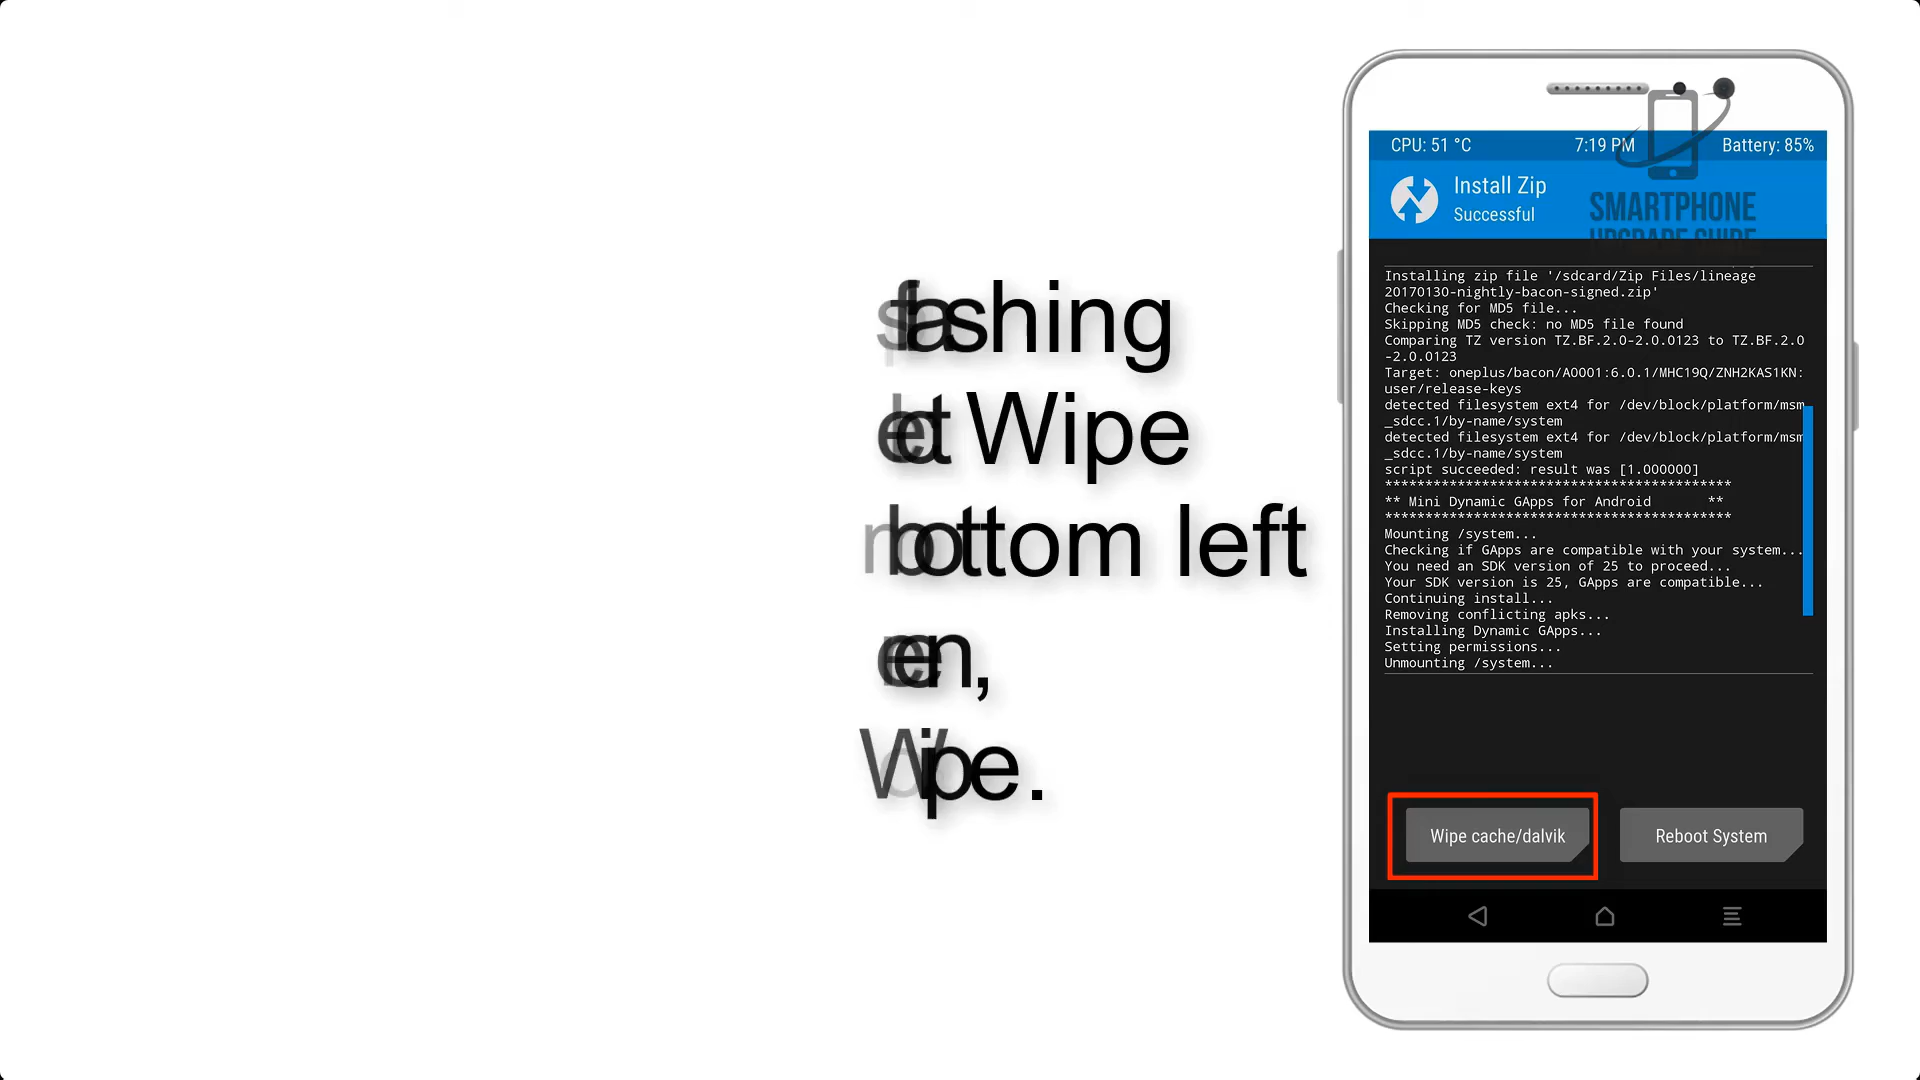 shing
Wipe
bottom left
en,
Wipe.
CPU: 51 °C
7:19 PM
Battery: 85%
Install Zip
Successful
SMARTPHONE
UPGRADE GUIDE
Installing zip file '/sdcard/Zip Files/lineage
20170130-nightly-bacon-signed.zip'
Checking for MD5 file...
Skipping MD5 check: no MD5 file found
Comparing TZ version TZ.BF.2.0-2.0.0123 to TZ.BF.2.0
-2.0.0123
Target: oneplus/bacon/A0001:6.0.1/MHC19Q/ZNH2KAS1KN:
user/release-keys
detected filesystem ext4 for /dev/block/platform/msm
_sdcc.1/by-name/system
detected filesystem ext4 for /dev/block/platform/msm
_sdcc.1/by-name/system
script succeeded: result was [1.000000]
*******************************************
** Mini Dynamic GApps for Android       **
*******************************************
Mounting /system...
Checking if GApps are compatible with your system...
You need an SDK version of 25 to proceed...
Your SDK version is 25, GApps are compatible...
Continuing install...
Removing conflicting apks...
Installing Dynamic GApps...
Setting permissions...
Unmounting /system...
Wipe cache/dalvik
Reboot System